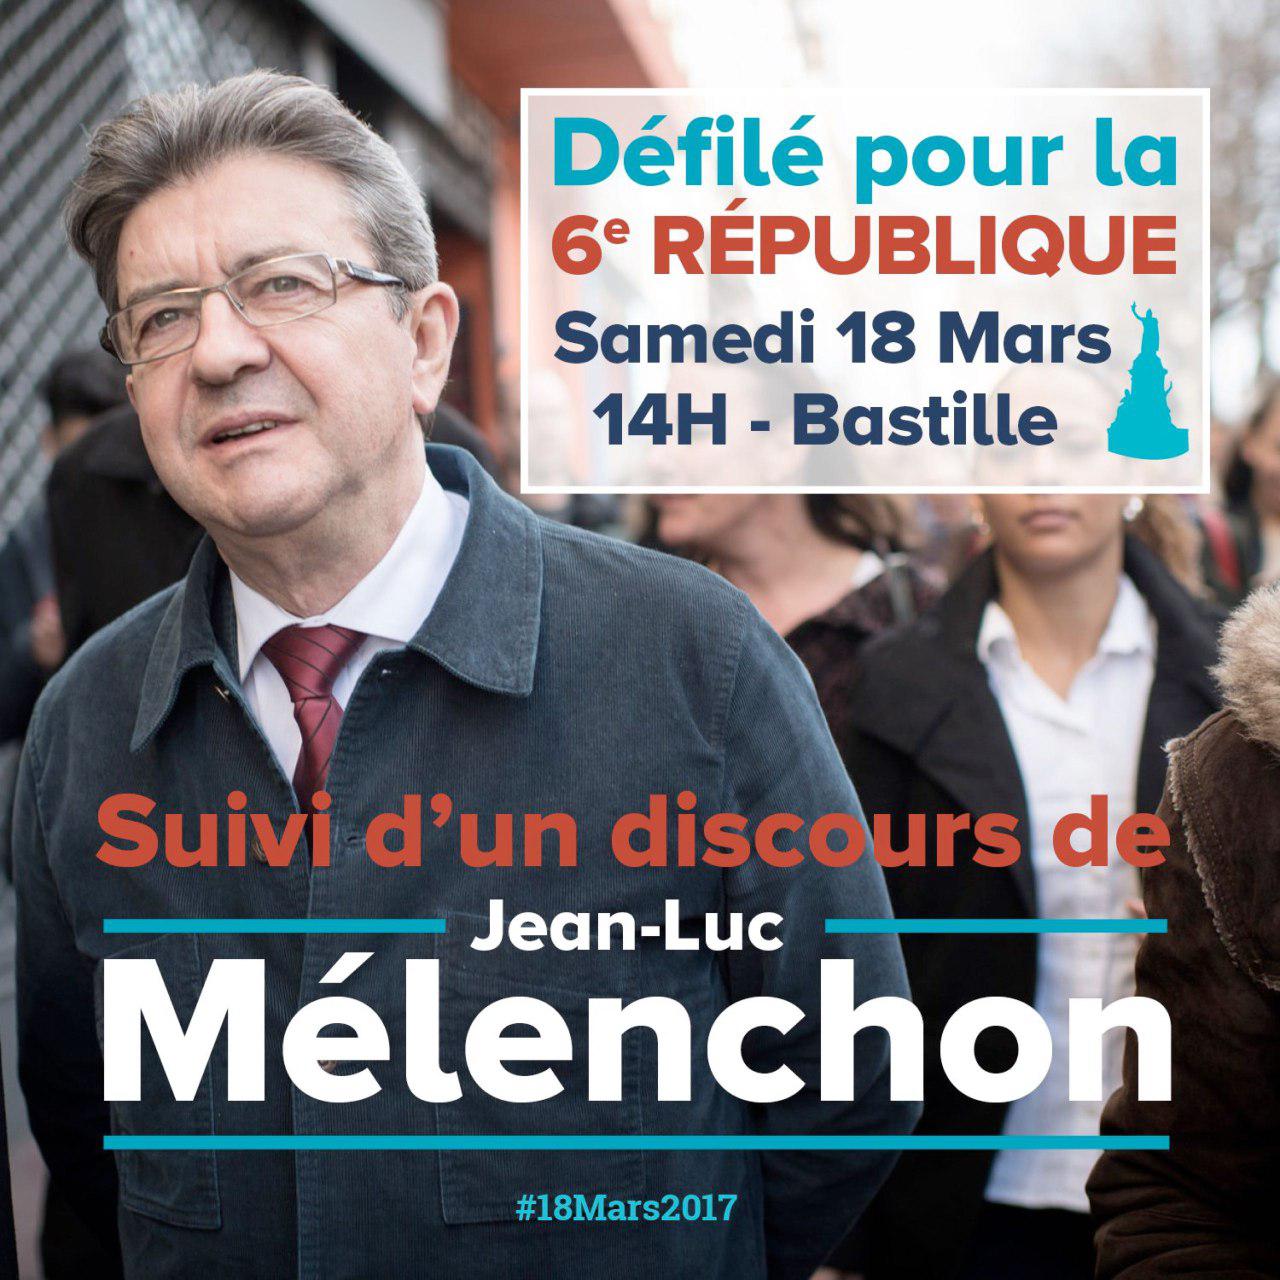 Défilé pour la
6e RÉPUBLIQUE
Samedi 18 Mars
14H - Bastille
Suivi d'un discours de
Jean-Luc
Mélenchon
#18Mars2017